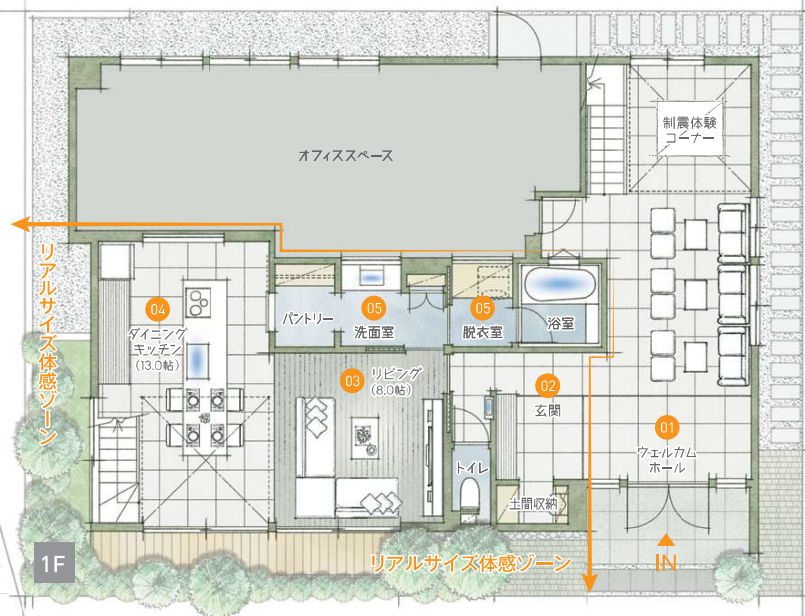 制震体験
コーナー
オフィススペース
リアルサイズ体感ゾーン
04
ダイニング
キッチン
(13.0帖)
パントリー
05
洗面室
05
脱衣室
浴室
03
リビング
(8.0帖)
02
玄関
01
ウェルカム
ホール
トイレ
土間収納
リアルサイズ体感ゾーン
IN
1F